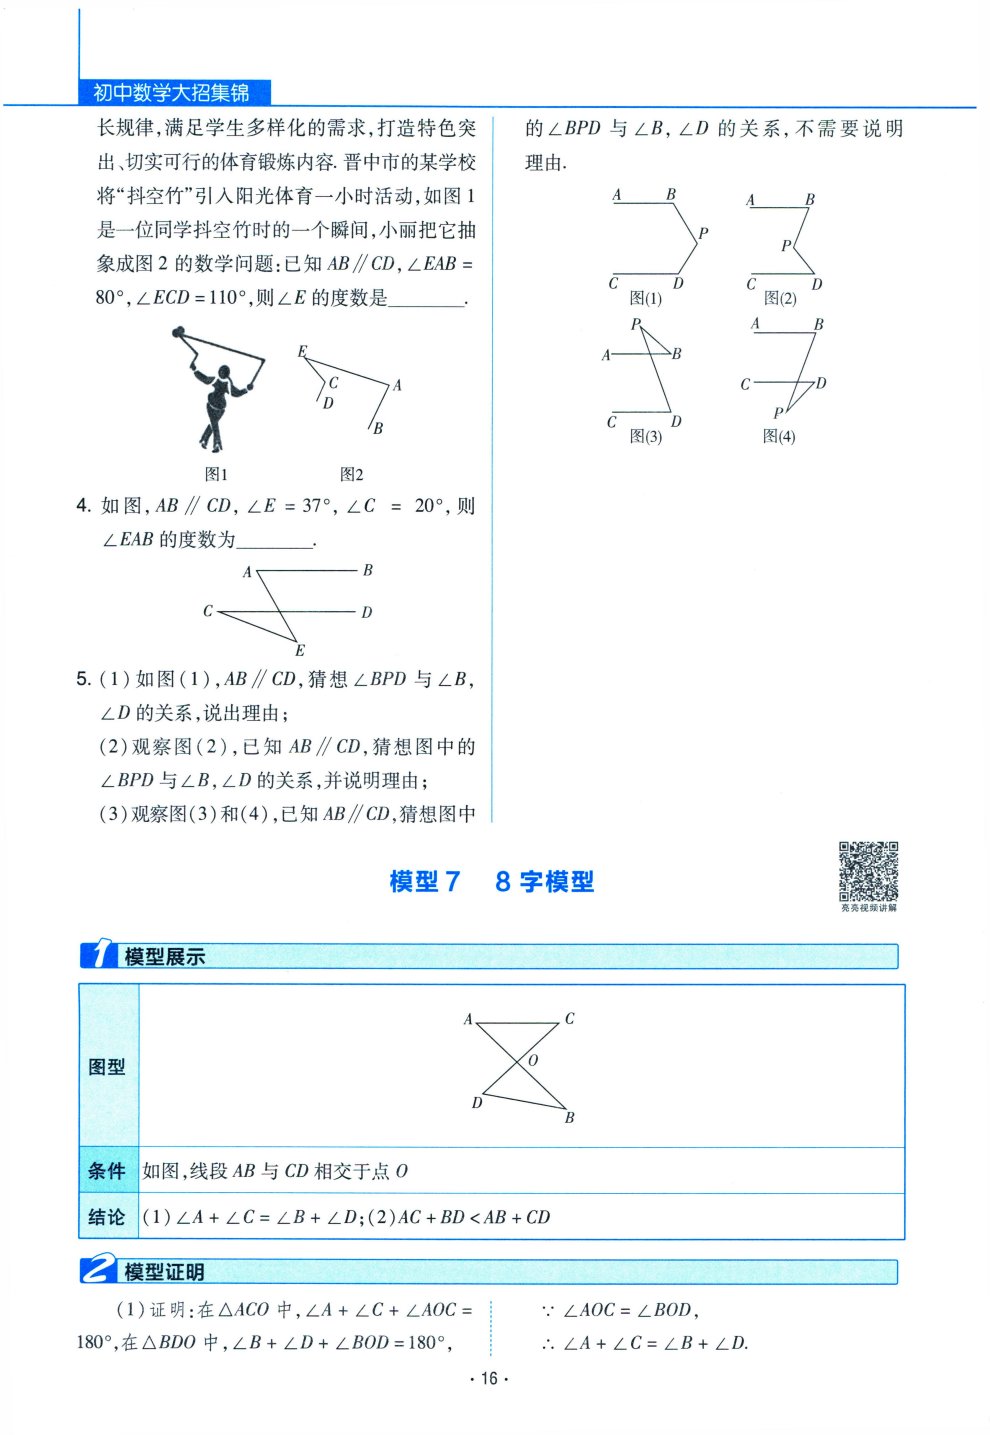 初中数学大招集锦
长规律,满足学生多样化的需求,打造特色突
出、切实可行的体育锻炼内容.晋中市的某学校
将“抖空竹”引入阳光体育一小时活动,如图1
是一位同学抖空竹时的一个瞬间,小丽把它抽
象成图2的数学问题:已知AB∥CD,∠EAB=
80°,∠ECD=110°,则∠E的度数是________.
E
C
A
D
B
图1 图2
4. 如图,AB∥CD,∠E=37°,∠C=20°,则
∠EAB的度数为________.
A B
C D
E
5. (1)如图(1),AB∥CD,猜想∠BPD与∠B,
∠D的关系,说出理由;
(2)观察图(2),已知AB∥CD,猜想图中的
∠BPD与∠B,∠D的关系,并说明理由;
(3)观察图(3)和(4),已知AB∥CD,猜想图中
的∠BPD与∠B,∠D的关系,不需要说明
理由.
A B
P
C D
图(1)
A B
P
C D
图(2)
P
A B
C D
图(3)
A B
C D
P
图(4)
模型7 8字模型
亮亮视频讲解
1 模型展示
图型
A C
O
D
B
条件 如图,线段AB与CD相交于点O
结论 (1)∠A+∠C=∠B+∠D;(2)AC+BD<AB+CD
2 模型证明
(1)证明:在△ACO中,∠A+∠C+∠AOC=
180°,在△BDO中,∠B+∠D+∠BOD=180°,
∵∠AOC=∠BOD,
∴∠A+∠C=∠B+∠D.
·16·